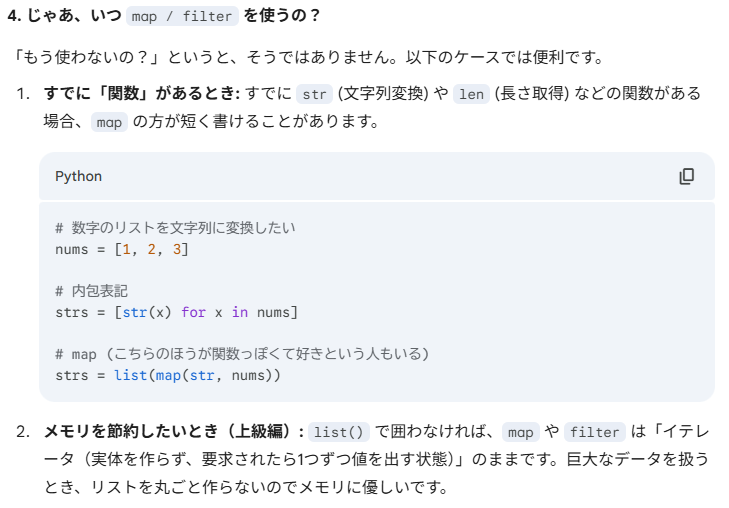 4. じゃあ、いつ map / filter を使うの？
「もう使わないの？」というと、そうではありません。以下のケースでは便利です。
1. すでに「関数」があるとき: すでに str (文字列変換) や len (長さ取得) などの関数がある
場合、map の方が短く書けることがあります。
Python
# 数字のリストを文字列に変換したい
nums = [1, 2, 3]
# 内包表記
strs = [str(x) for x in nums]
# map (こちらのほうが関数っぽくて好きという人もいる)
strs = list(map(str, nums))
2. メモリを節約したいとき（上級編）: list() で囲わなければ、map や filter は「イテレ
ータ（実体を作らず、要求されたら1つずつ値を出す状態）」のままです。巨大なデータを扱う
とき、リストを丸ごと作らないのでメモリに優しいです。